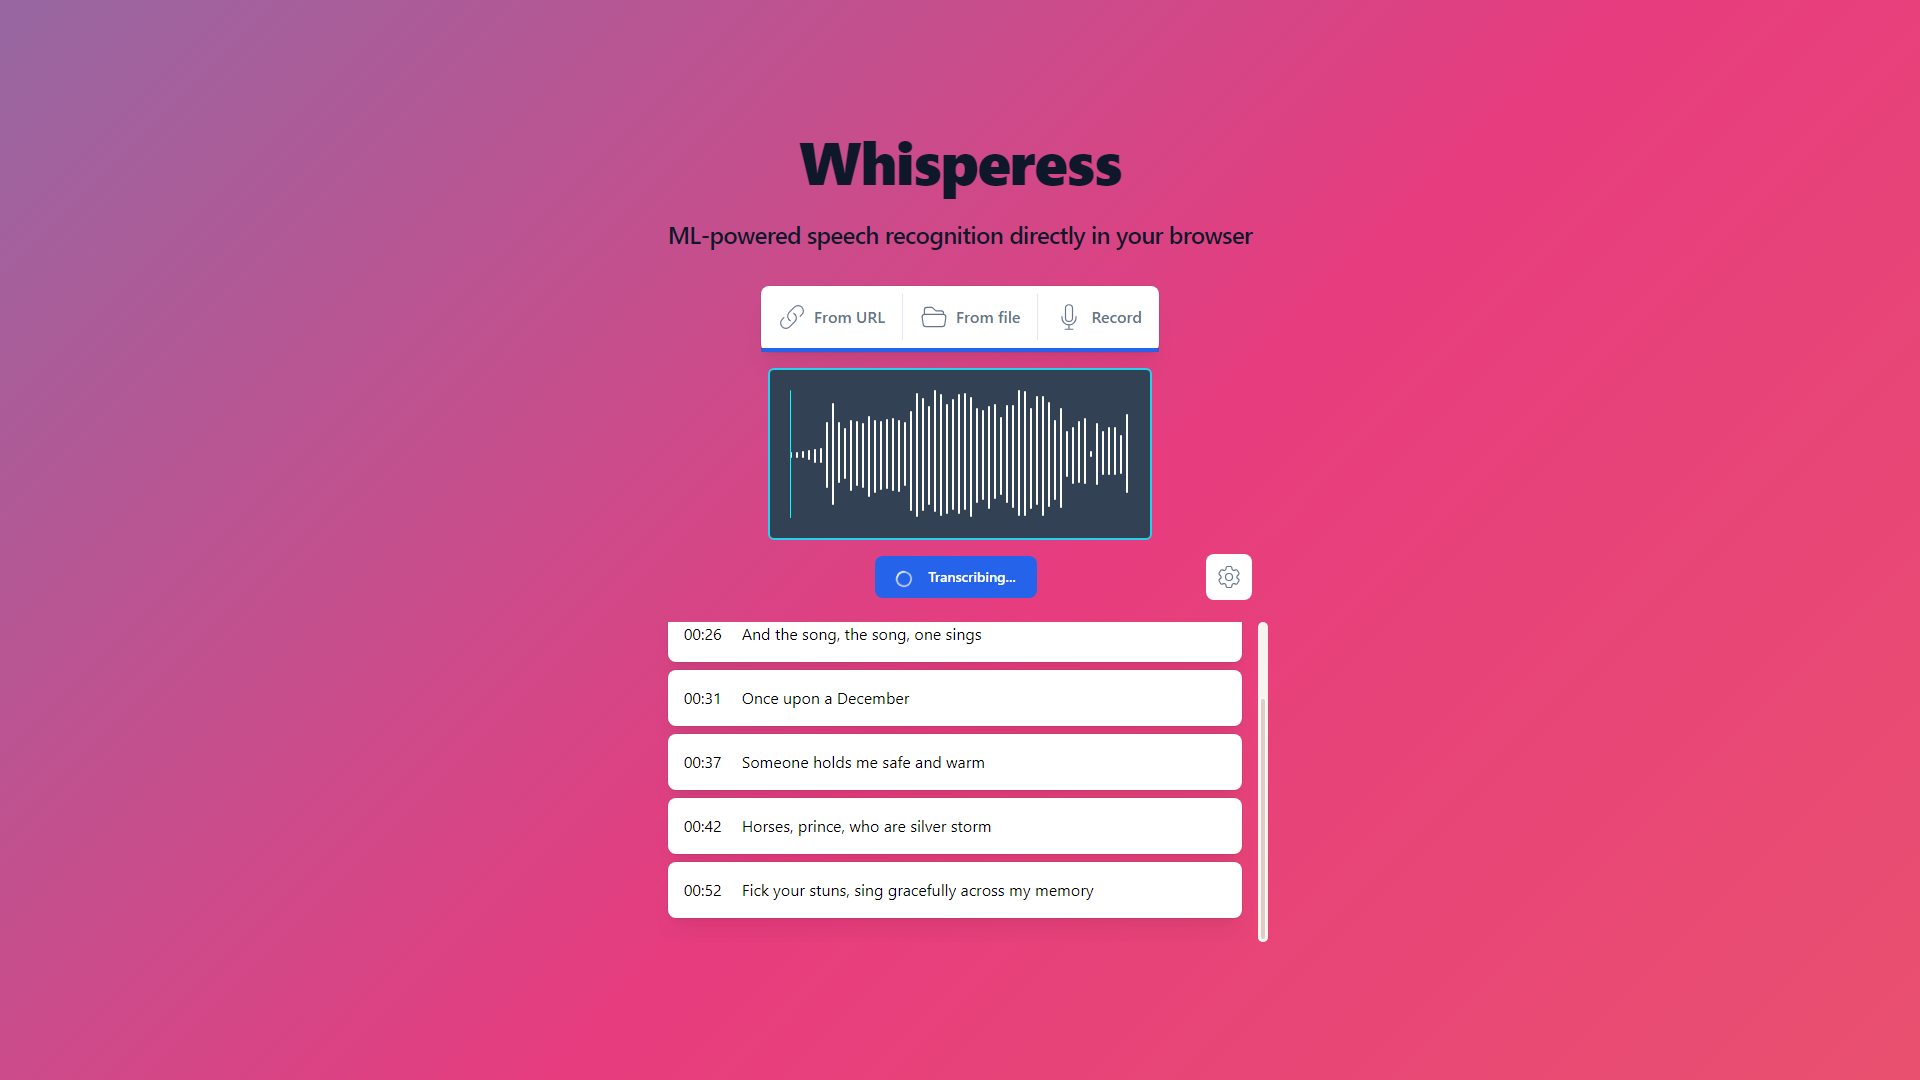 Whisperess
ML-powered speech recognition directly in your browser
From URL From file Record
Transcribing...
00:26 And the song, the song, one sings
00:31 Once upon a December
00:37 Someone holds me safe and warm
00:42 Horses, prince, who are silver storm
00:52 Fick your stuns, sing gracefully across my memory